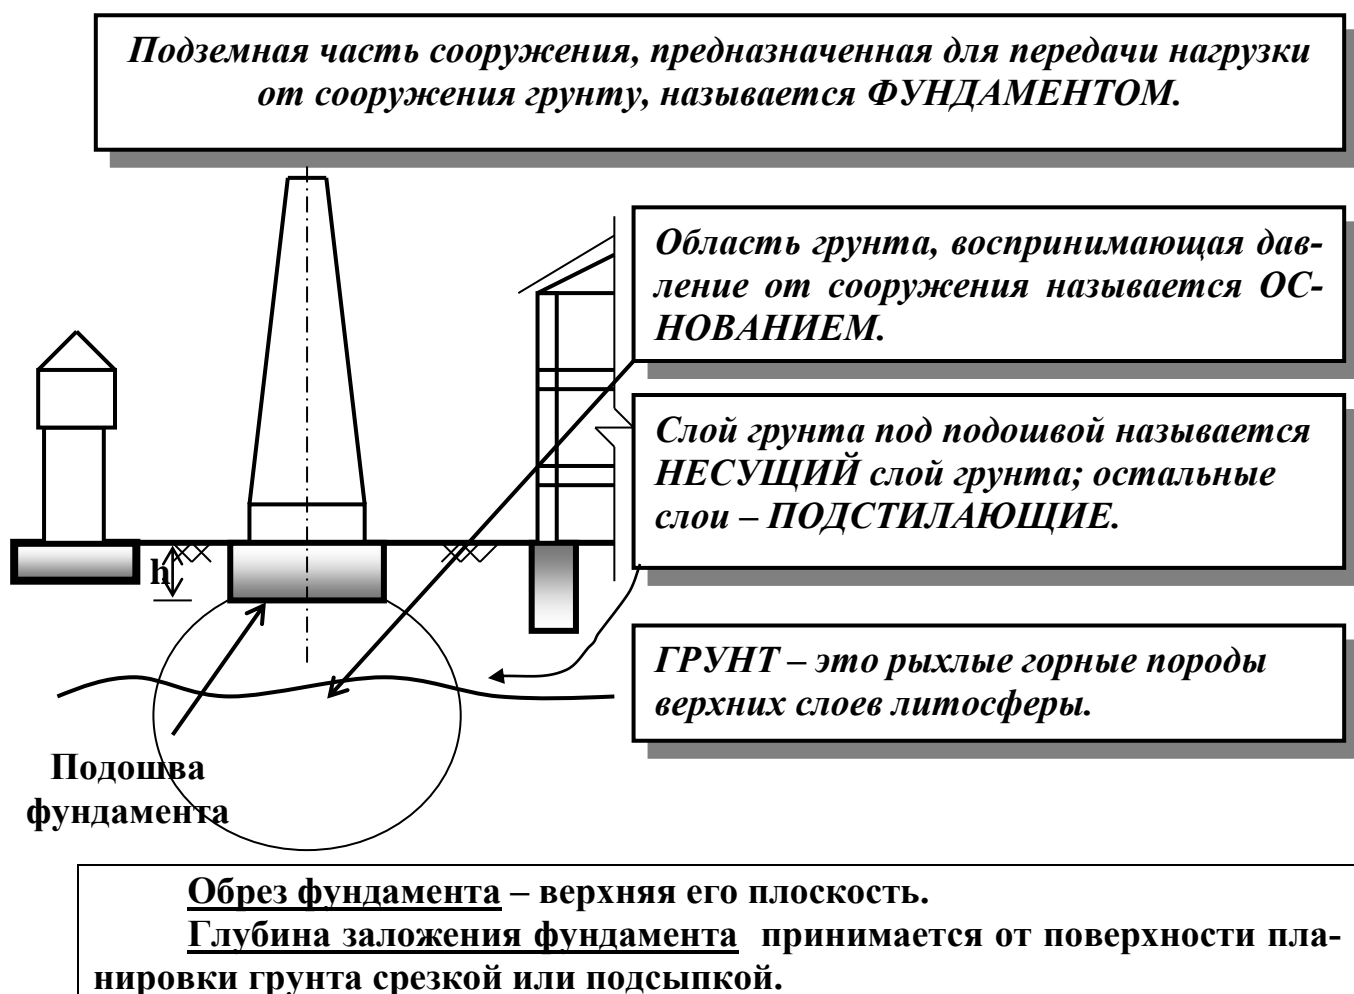 Подземная часть сооружения, предназначенная для передачи нагрузки
от сооружения грунту, называется ФУНДАМЕНТОМ.
Область грунта, воспринимающая дав-
ление от сооружения называется ОС-
НОВАНИЕМ.
Слой грунта под подошвой называется
НЕСУЩИЙ слой грунта; остальные
слои – ПОДСТИЛАЮЩИЕ.
h
ГРУНТ – это рыхлые горные породы
верхних слоев литосферы.
Подошва
фундамента
Обрез фундамента – верхняя его плоскость.
Глубина заложения фундамента принимается от поверхности пла-
нировки грунта срезкой или подсыпкой.